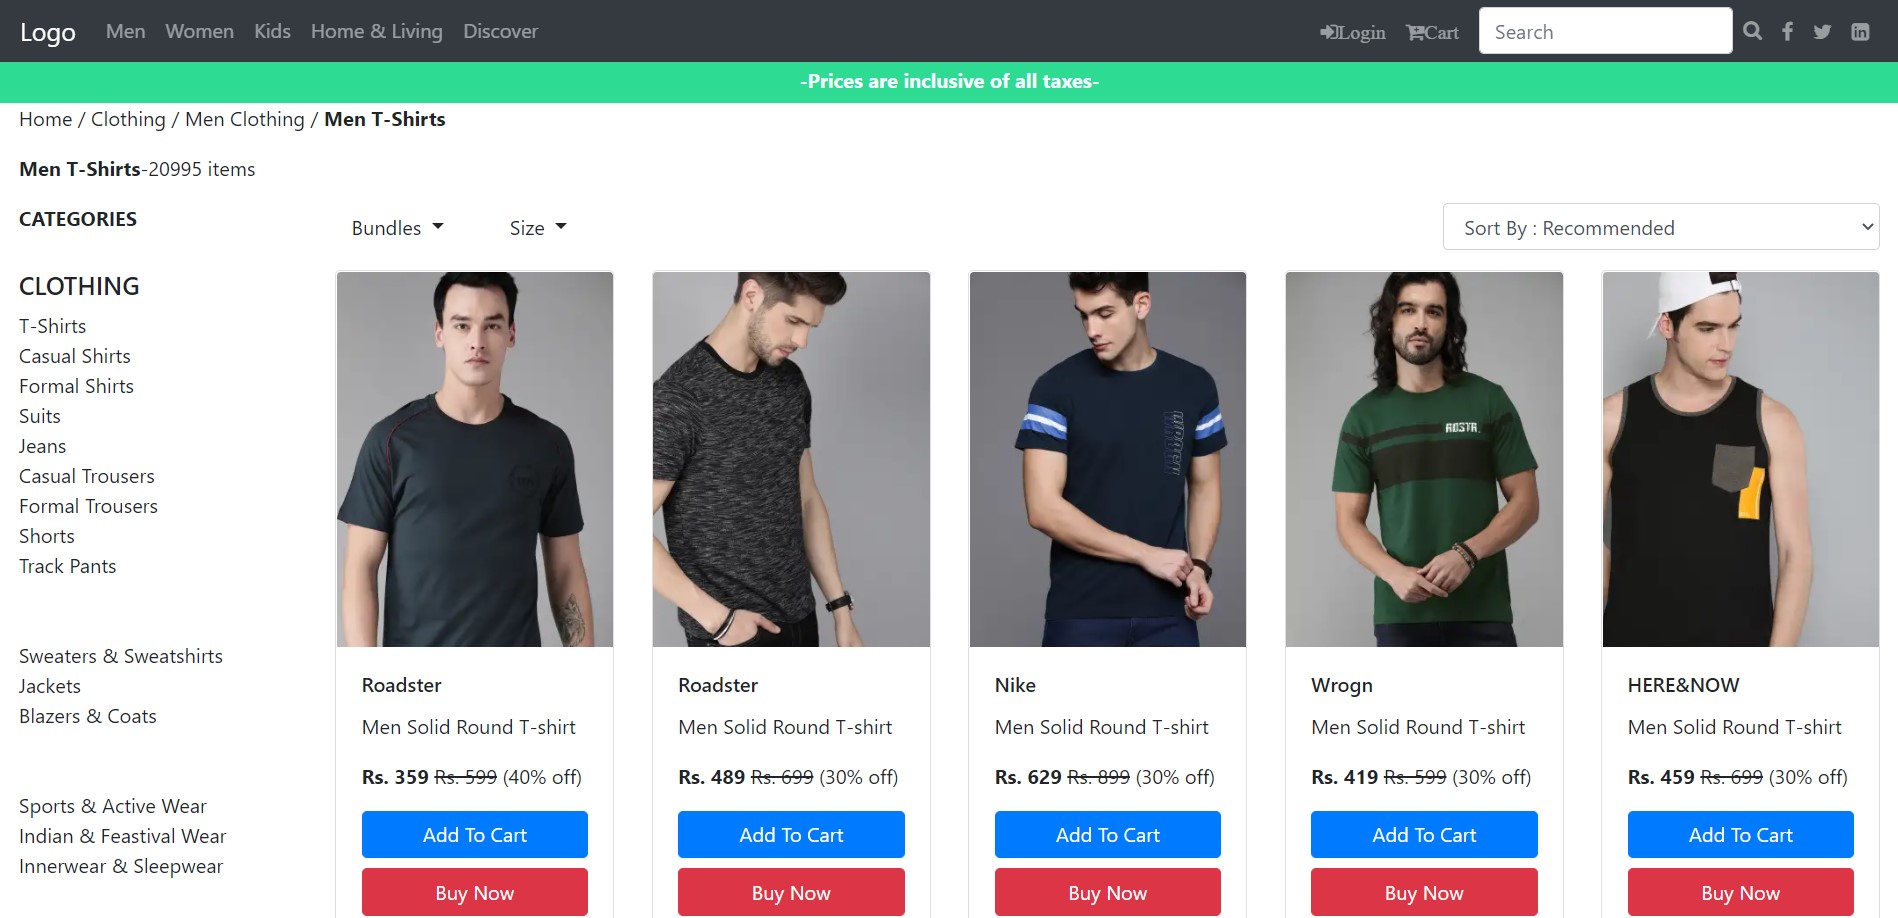 Logo Men Women Kids Home & Living Discover Login Cart Search
-Prices are inclusive of all taxes-
Home / Clothing / Men Clothing / Men T-Shirts
Men T-Shirts-20995 items
CATEGORIES
Bundles Size Sort By : Recommended
CLOTHING
T-Shirts
Casual Shirts
Formal Shirts
Suits
Jeans
Casual Trousers
Formal Trousers
Shorts
Track Pants
Sweaters & Sweatshirts
Jackets
Blazers & Coats
Sports & Active Wear
Indian & Feastival Wear
Innerwear & Sleepwear
RDSTR.
Roadster
Men Solid Round T-shirt
Rs. 359 Rs. 599 (40% off)
Add To Cart
Buy Now
Roadster
Men Solid Round T-shirt
Rs. 489 Rs. 699 (30% off)
Add To Cart
Buy Now
Nike
Men Solid Round T-shirt
Rs. 629 Rs. 899 (30% off)
Add To Cart
Buy Now
Wrogn
Men Solid Round T-shirt
Rs. 419 Rs. 599 (30% off)
Add To Cart
Buy Now
HERE&NOW
Men Solid Round T-shirt
Rs. 459 Rs. 699 (30% off)
Add To Cart
Buy Now